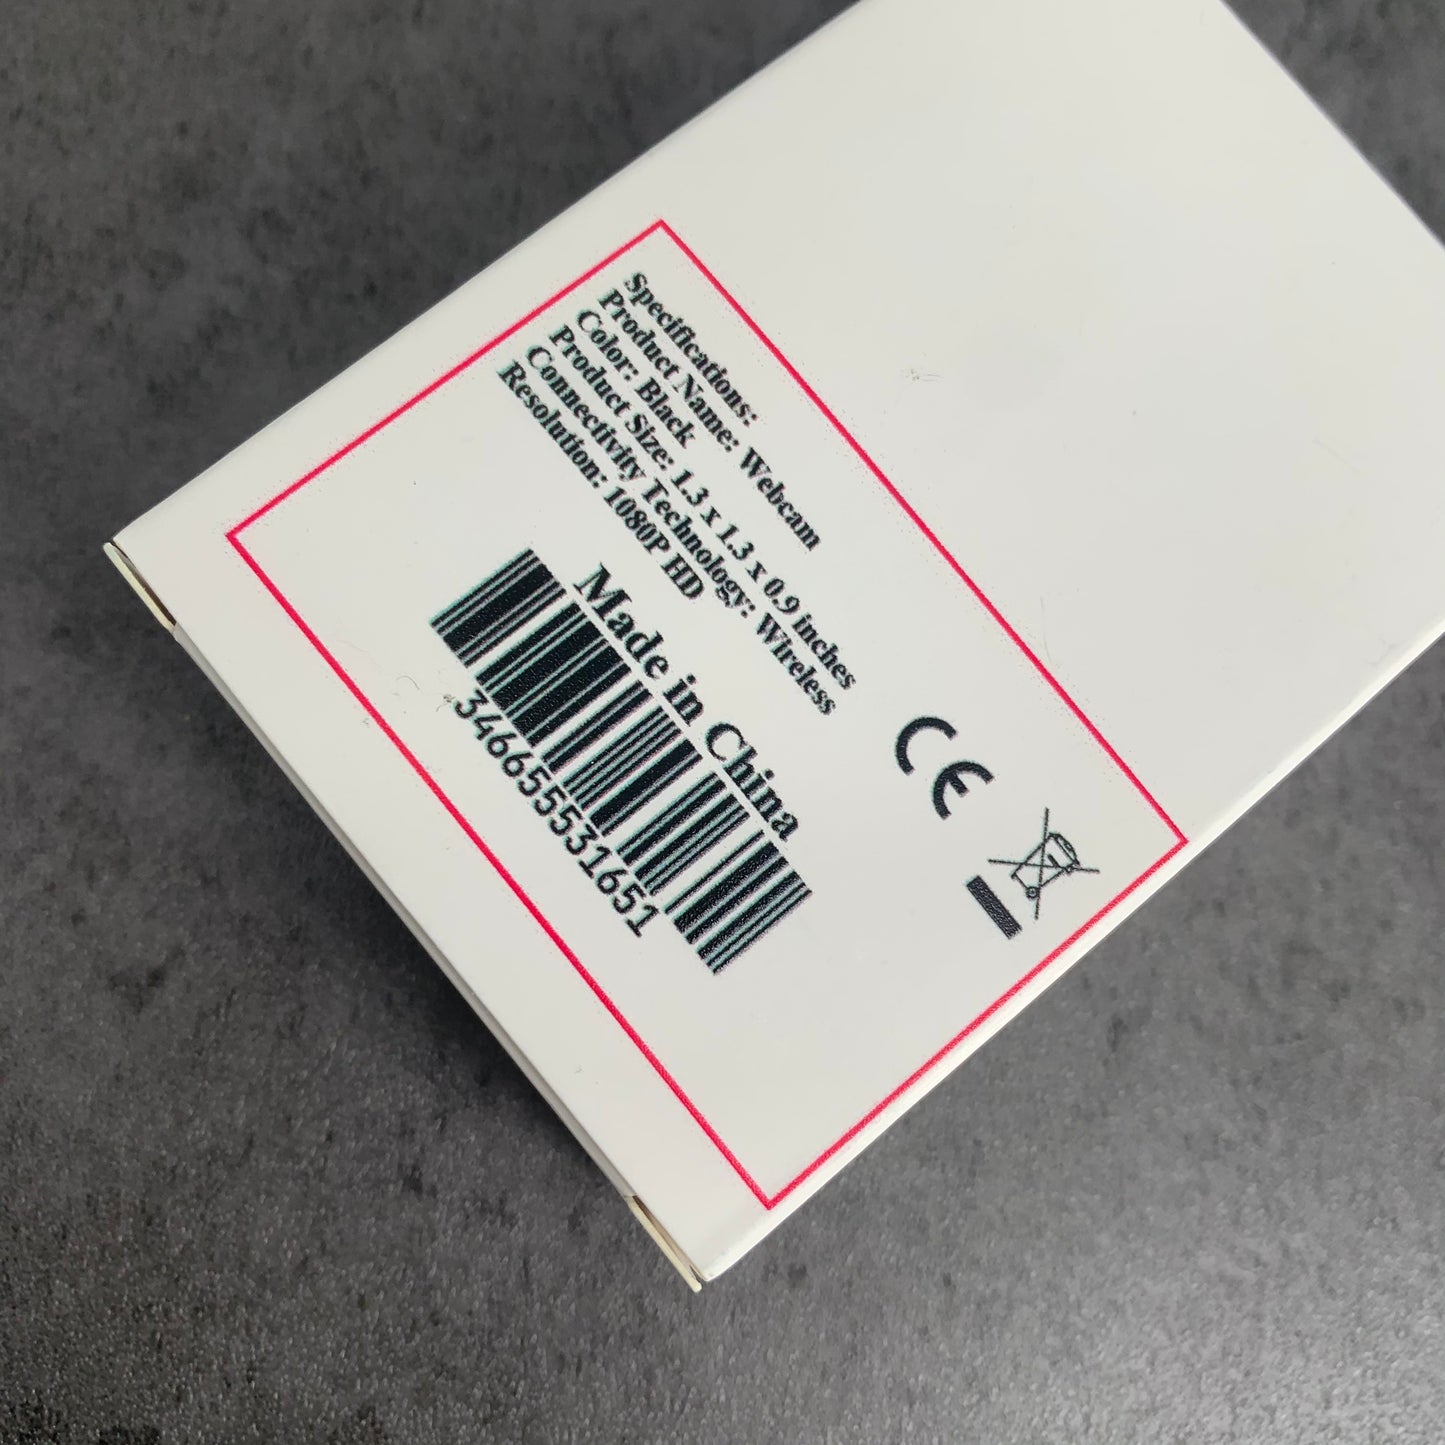 Specifications:
Product Name: Webcam
Color: Black
Product Size: 1.3 x 1.3 x 0.9 inches
Connectivity Technology: Wireless
Resolution: 1080P HD
Made in China
3466555531651
CE